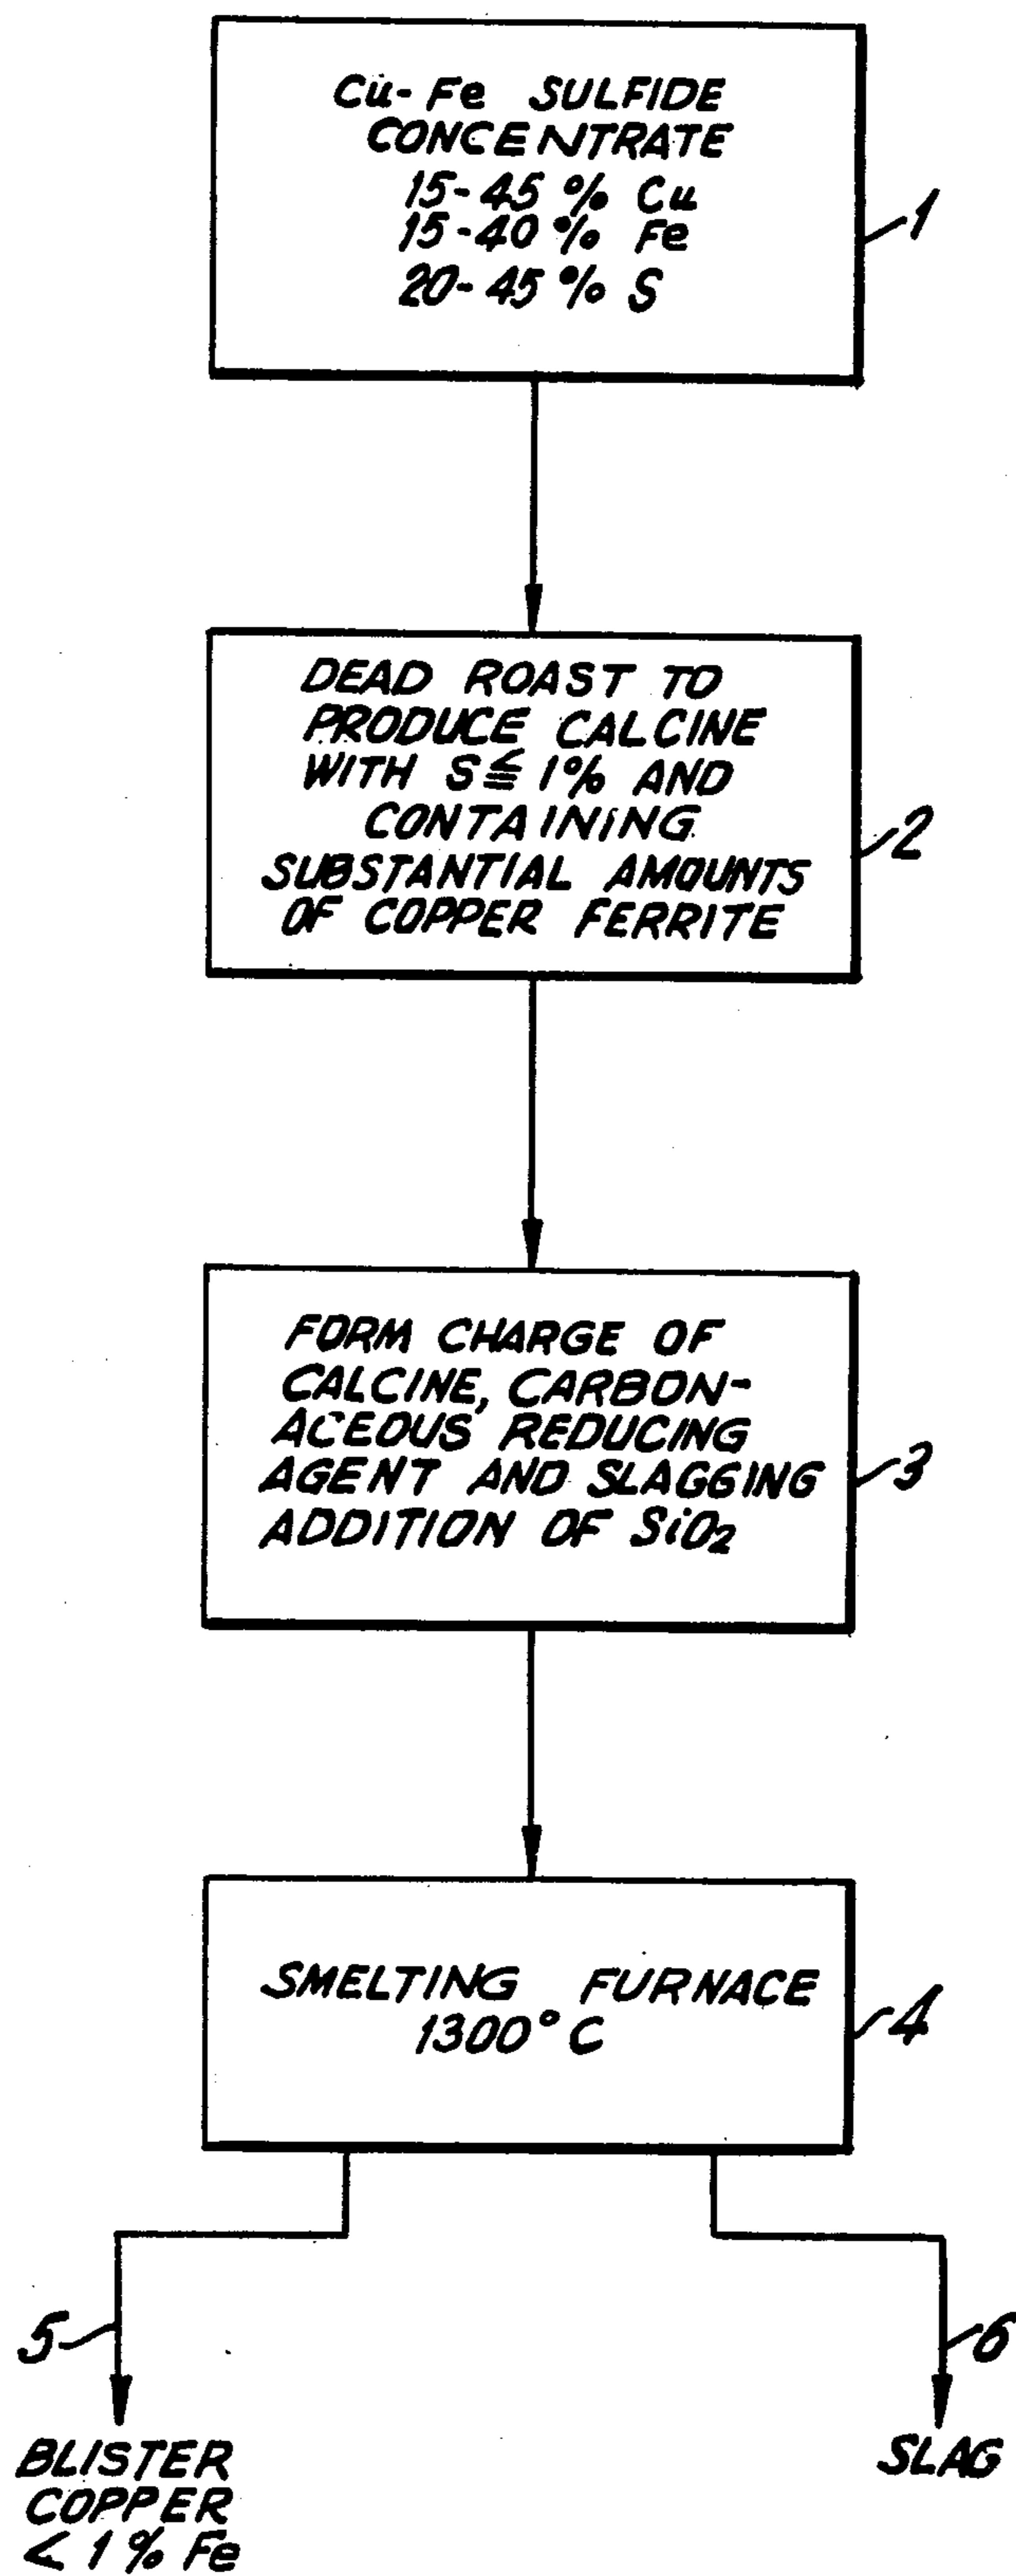 Cu-Fe SULFIDE
CONCENTRATE
15-45% Cu
15-40% Fe
20-45% S
1
DEAD ROAST TO
PRODUCE CALCINE
WITH S≦1% AND
CONTAINING
SUBSTANTIAL AMOUNTS
OF COPPER FERRITE
2
FORM CHARGE OF
CALCINE, CARBON-
ACEOUS REDUCING
AGENT AND SLAGGING
ADDITION OF SiO₂
3
SMELTING FURNACE
1300°C
4
5
6
BLISTER
COPPER
<1% Fe
SLAG